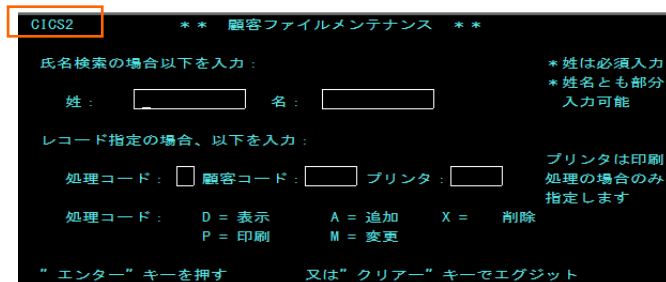 CICS2 ** 顧客ファイルメンテナンス **
氏名検索の場合以下を入力: *姓は必須入力
*姓名とも部分
姓: _ 名: 入力可能
レコード指定の場合、以下を入力:
プリンタは印刷
処理コード: 顧客コード: プリンタ: 処理の場合のみ
指定します
処理コード: D = 表示 A = 追加 X = 削除
P = 印刷 M = 変更
”エンター”キーを押す 又は”クリアー”キーでエグジット